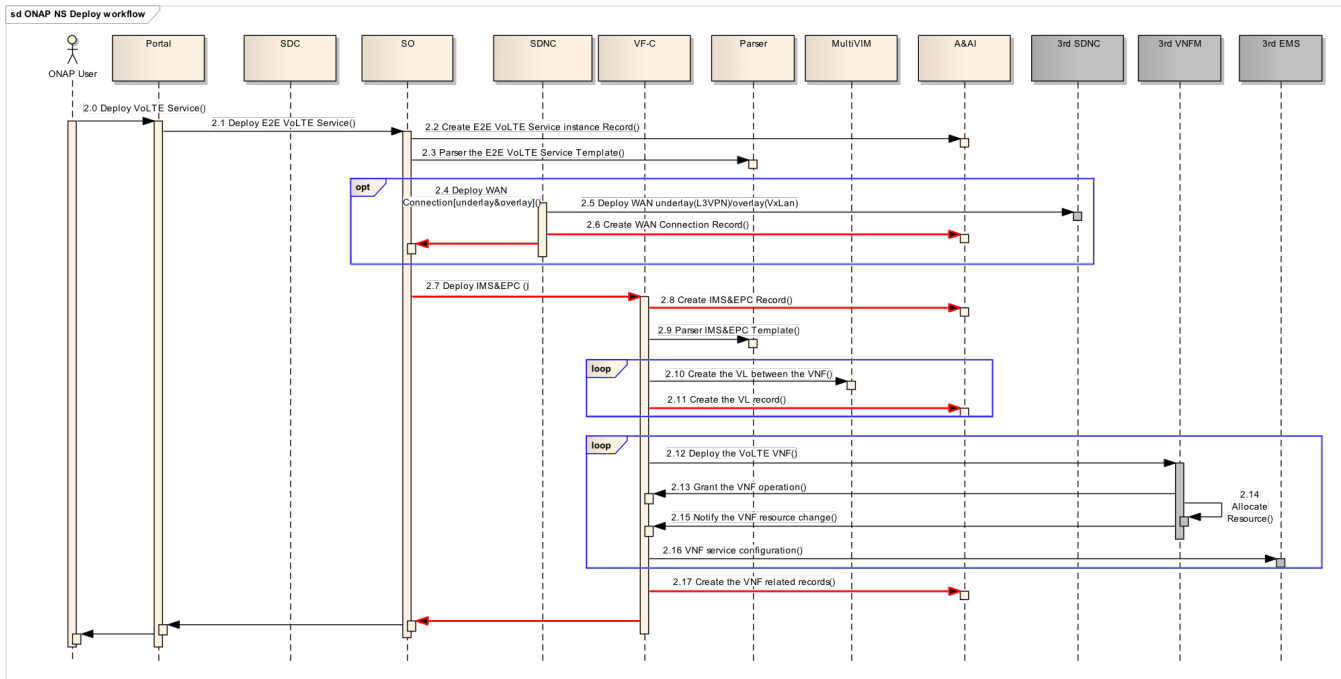 sd ONAP NS Deploy workflow
ONAP User
Portal
SDC
SO
SDNC
VF-C
Parser
MultiVIM
A&AI
3rd SDNC
3rd VNFM
3rd EMS
2.0 Deploy VoLTE Service()
2.1 Deploy E2E VoLTE Service()
2.2 Create E2E VoLTE Service instance Record()
2.3 Parser the E2E VoLTE Service Template()
opt
2.4 Deploy WAN
Connection[underlay&overlay]()
2.5 Deploy WAN underlay(L3VPN)/overlay(VxLan)
2.6 Create WAN Connection Record()
2.7 Deploy IMS&EPC ()
2.8 Create IMS&EPC Record()
2.9 Parser IMS&EPC Template()
loop
2.10 Create the VL between the VNF()
2.11 Create the VL record()
loop
2.12 Deploy the VoLTE VNF()
2.13 Grant the VNF operation()
2.14
Allocate
Resource()
2.15 Notify the VNF resource change()
2.16 VNF service configuration()
2.17 Create the VNF related records()